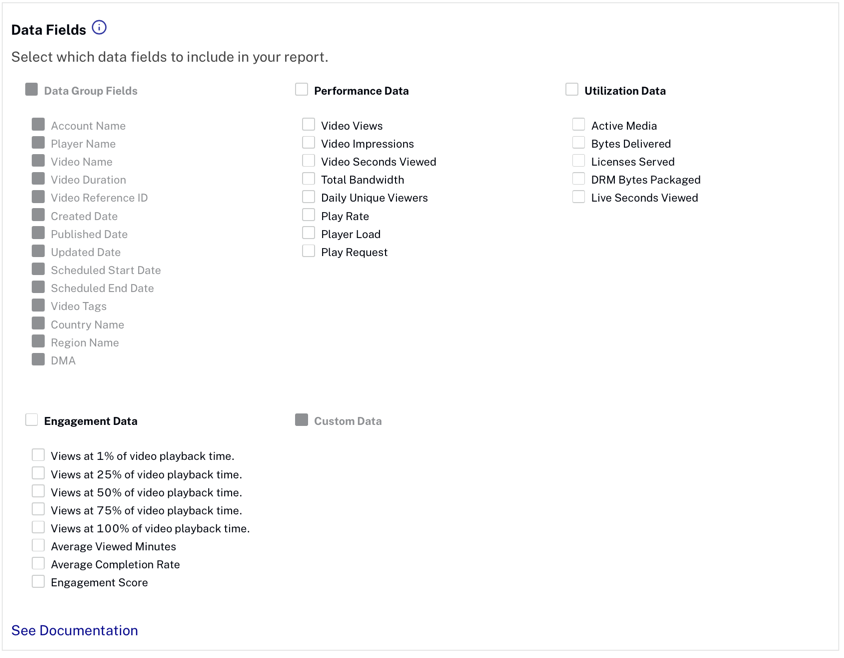 Data Fields
Select which data fields to include in your report.
Data Group Fields
Account Name
Player Name
Video Name
Video Duration
Video Reference ID
Created Date
Published Date
Updated Date
Scheduled Start Date
Scheduled End Date
Video Tags
Country Name
Region Name
DMA
Performance Data
Video Views
Video Impressions
Video Seconds Viewed
Total Bandwidth
Daily Unique Viewers
Play Rate
Player Load
Play Request
Utilization Data
Active Media
Bytes Delivered
Licenses Served
DRM Bytes Packaged
Live Seconds Viewed
Engagement Data
Views at 1% of video playback time.
Views at 25% of video playback time.
Views at 50% of video playback time.
Views at 75% of video playback time.
Views at 100% of video playback time.
Average Viewed Minutes
Average Completion Rate
Engagement Score
Custom Data
See Documentation